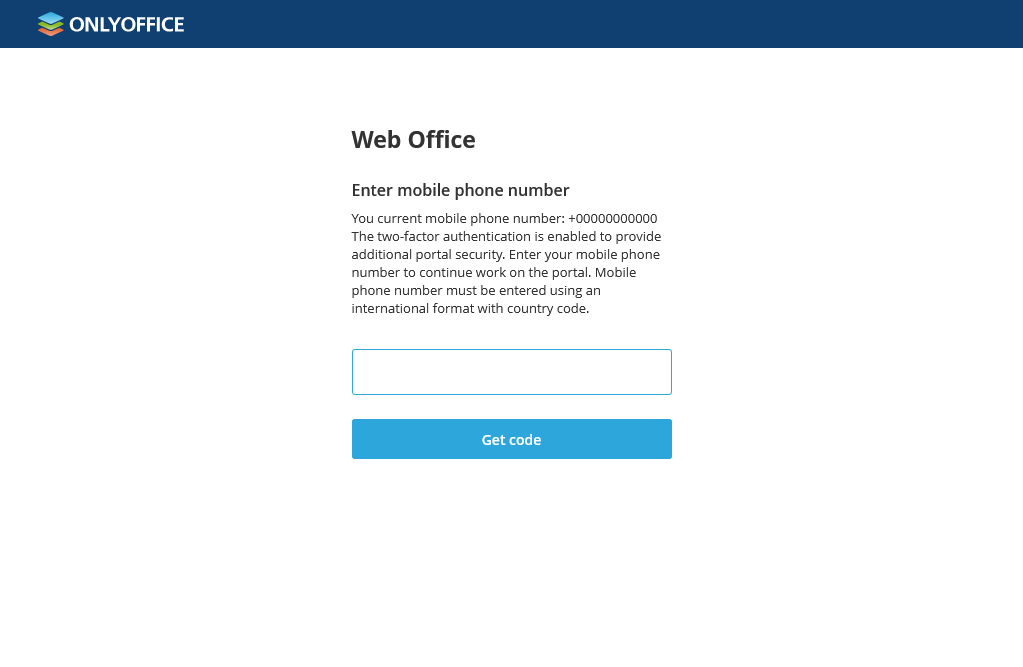 ONLYOFFICE
Web Office
Enter mobile phone number
You current mobile phone number: +00000000000
The two-factor authentication is enabled to provide
additional portal security. Enter your mobile phone
number to continue work on the portal. Mobile
phone number must be entered using an
international format with country code.
Get code